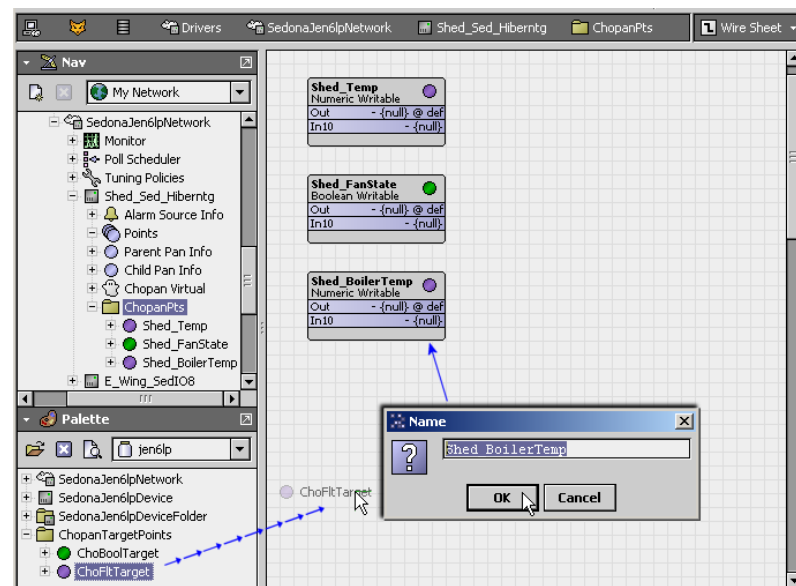 Drivers SedonaJen6lpNetwork Shed_Sed_Hiberntg ChopanPts Wire Sheet
Nav
My Network
SedonaJen6lpNetwork
Monitor
Poll Scheduler
Tuning Policies
Shed_Sed_Hiberntg
Alarm Source Info
Points
Parent Pan Info
Child Pan Info
Chopan Virtual
ChopanPts
Shed_Temp
Shed_FanState
Shed_BoilerTemp
E_Wing_SedIO8
Palette
jen6lp
SedonaJen6lpNetwork
SedonaJen6lpDevice
SedonaJen6lpDeviceFolder
ChopanTargetPoints
ChoBoolTarget
ChoFltTarget
Shed_Temp
Numeric Writable
Out - {null} @ def
In10 - {null}
Shed_FanState
Boolean Writable
Out - {null} @ def
In10 - {null}
Shed_BoilerTemp
Numeric Writable
Out - {null} @ def
In10 - {null}
ChoFltTarget
Name
Shed_BoilerTemp
OK Cancel